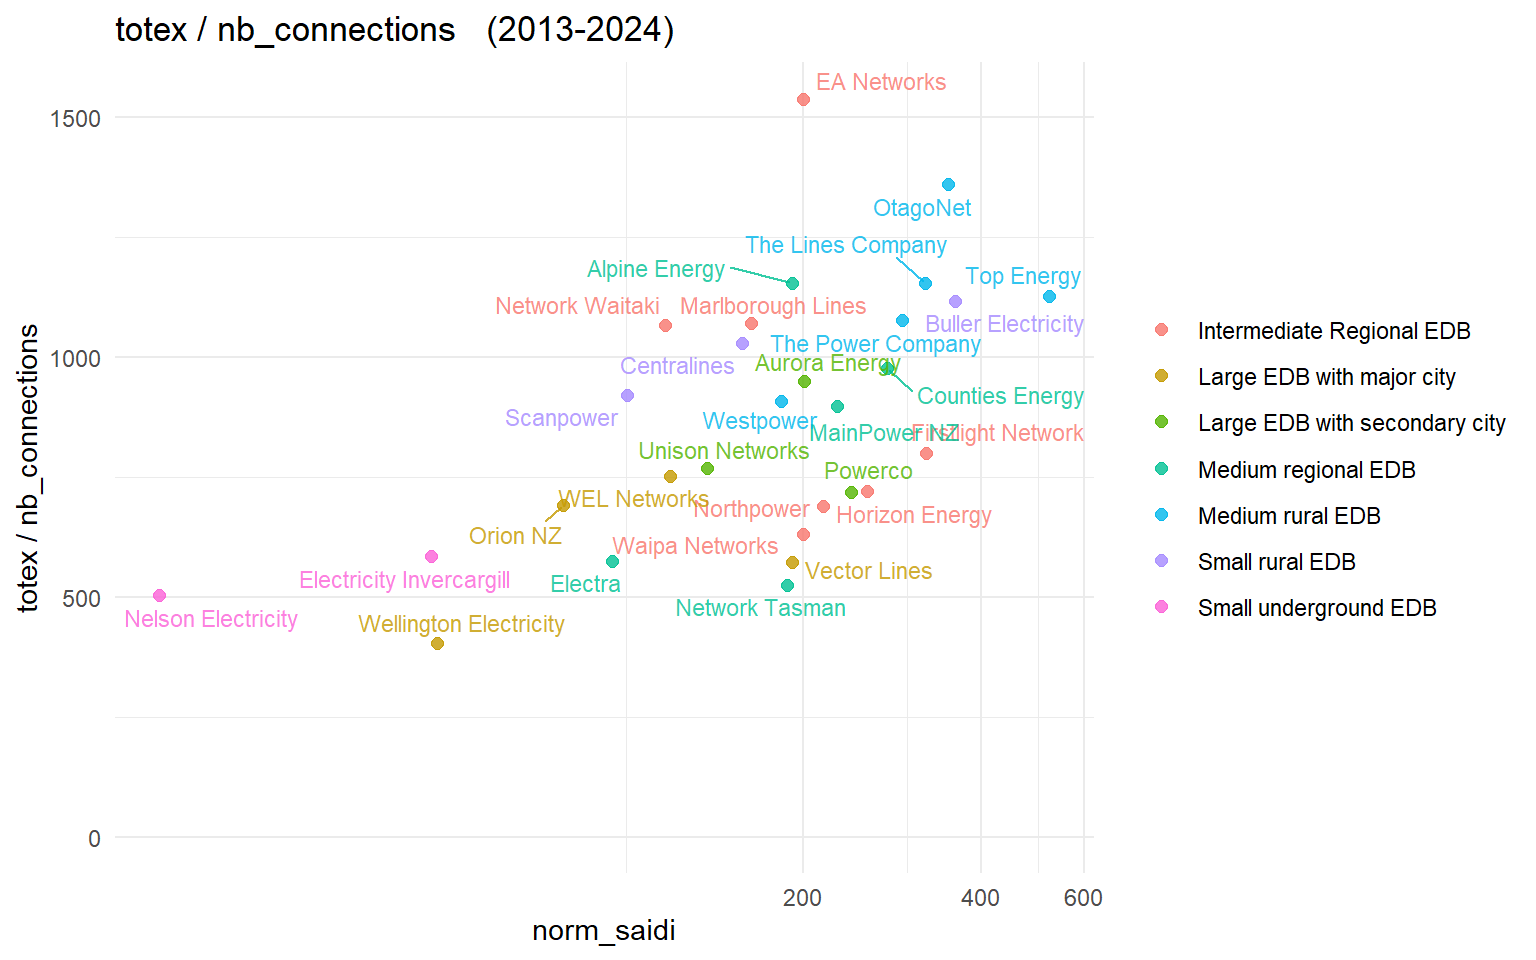 totex / nb_connections (2013-2024)
EA Networks
1500
OtagoNet
The Lines Company
Alpine Energy
Top Energy
Network Waitaki
Marlborough Lines
Buller Electricity
The Power Company
1000
Centralines
Aurora Energy
Counties Energy
Scanpower
Westpower
MainPower NZ
Firstlight Network
Unison Networks
Powerco
WEL Networks
Northpower
Horizon Energy
Orion NZ
Waipa Networks
Vector Lines
Electricity Invercargill
Electra
500
Network Tasman
Nelson Electricity
Wellington Electricity
0
200
400
600
norm_saidi
totex / nb_connections
Intermediate Regional EDB
Large EDB with major city
Large EDB with secondary city
Medium regional EDB
Medium rural EDB
Small rural EDB
Small underground EDB